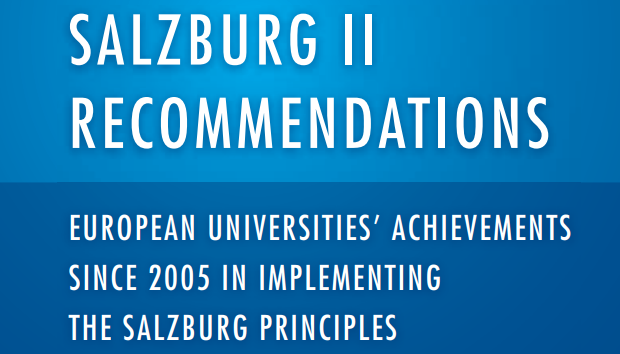 SALZBURG II
RECOMMENDATIONS
EUROPEAN UNIVERSITIES’ ACHIEVEMENTS
SINCE 2005 IN IMPLEMENTING
THE SALZBURG PRINCIPLES